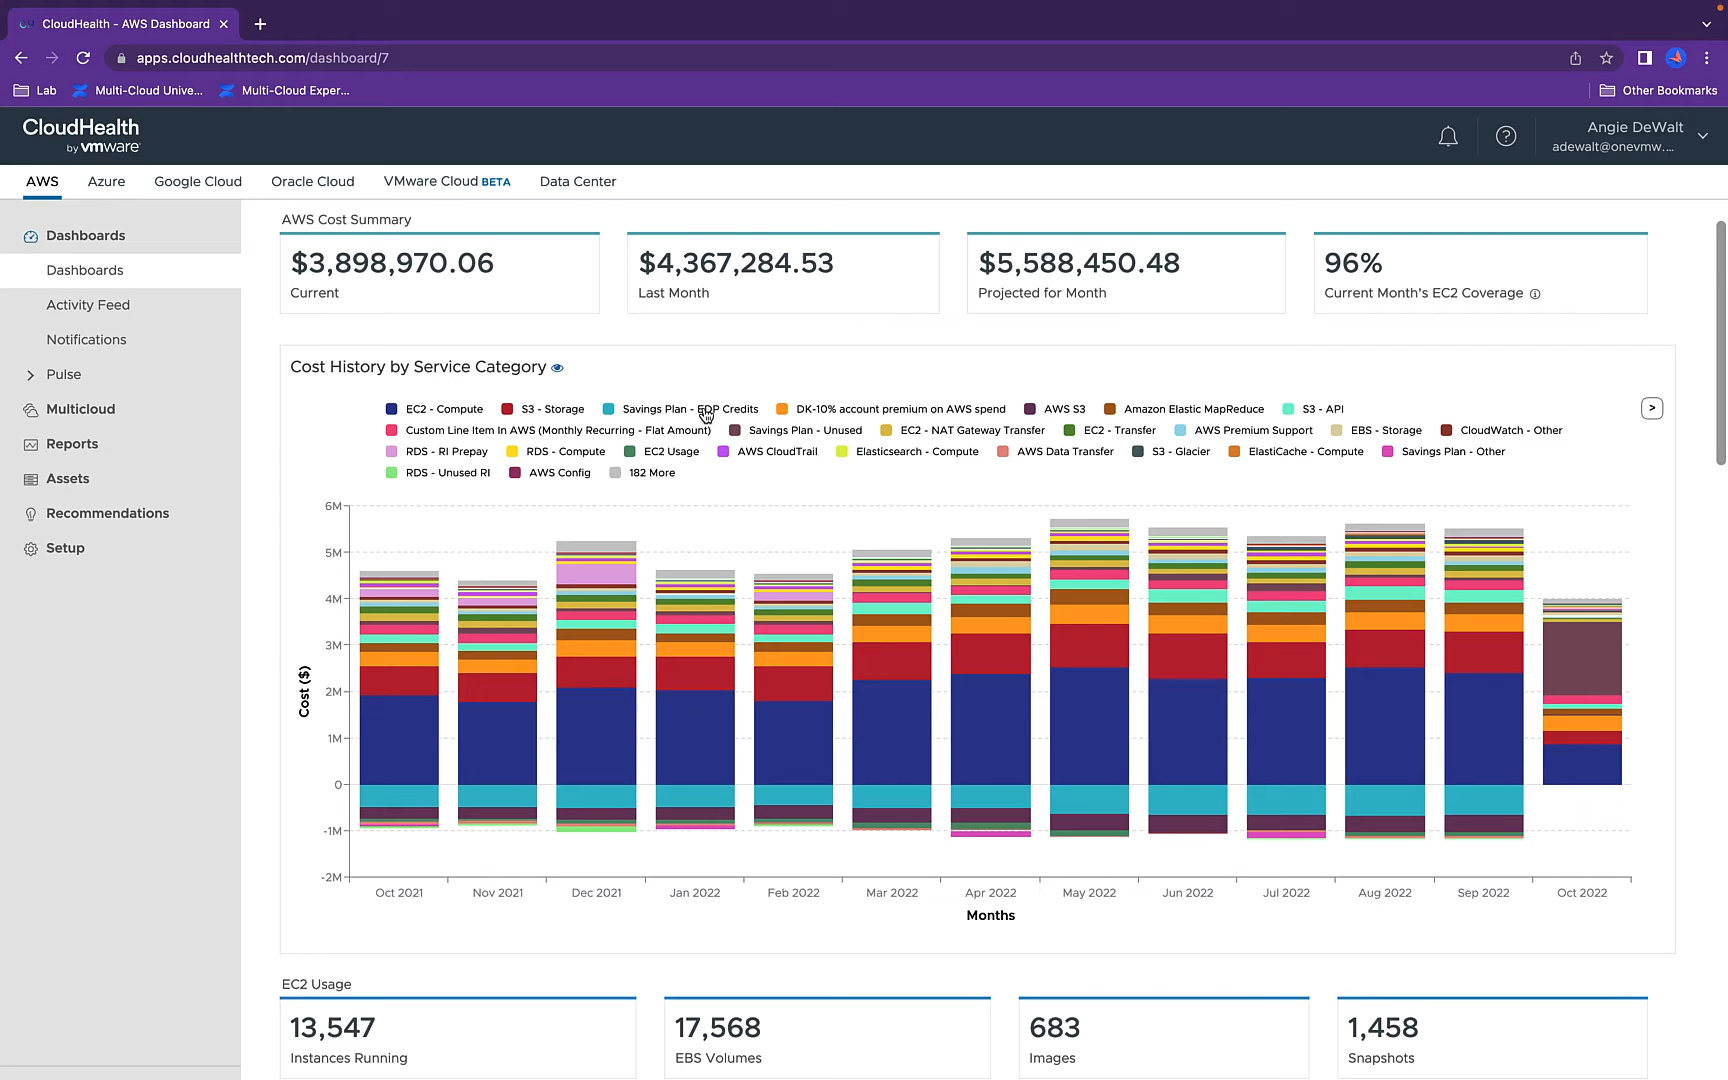 CloudHealth - AWS Dashboard
apps.cloudhealthtech.com/dashboard/7
Lab
Multi-Cloud Unive...
Multi-Cloud Exper...
Other Bookmarks
CloudHealth
by vmware
Angie DeWalt
adewalt@onevmw....
AWS
Azure
Google Cloud
Oracle Cloud
VMware Cloud BETA
Data Center
Dashboards
Dashboards
Activity Feed
Notifications
Pulse
Multicloud
Reports
Assets
Recommendations
Setup
AWS Cost Summary
$3,898,970.06
Current
$4,367,284.53
Last Month
$5,588,450.48
Projected for Month
96%
Current Month's EC2 Coverage
Cost History by Service Category
EC2 - Compute
S3 - Storage
Savings Plan - EDP Credits
DK-10% account premium on AWS spend
AWS S3
Amazon Elastic MapReduce
S3 - API
Custom Line Item In AWS (Monthly Recurring - Flat Amount)
Savings Plan - Unused
EC2 - NAT Gateway Transfer
EC2 - Transfer
AWS Premium Support
EBS - Storage
CloudWatch - Other
RDS - RI Prepay
RDS - Compute
EC2 Usage
AWS CloudTrail
Elasticsearch - Compute
AWS Data Transfer
S3 - Glacier
ElastiCache - Compute
Savings Plan - Other
RDS - Unused RI
AWS Config
182 More
6M
5M
4M
3M
2M
1M
0
-1M
-2M
Cost ($)
Oct 2021
Nov 2021
Dec 2021
Jan 2022
Feb 2022
Mar 2022
Apr 2022
May 2022
Jun 2022
Jul 2022
Aug 2022
Sep 2022
Oct 2022
Months
EC2 Usage
13,547
Instances Running
17,568
EBS Volumes
683
Images
1,458
Snapshots